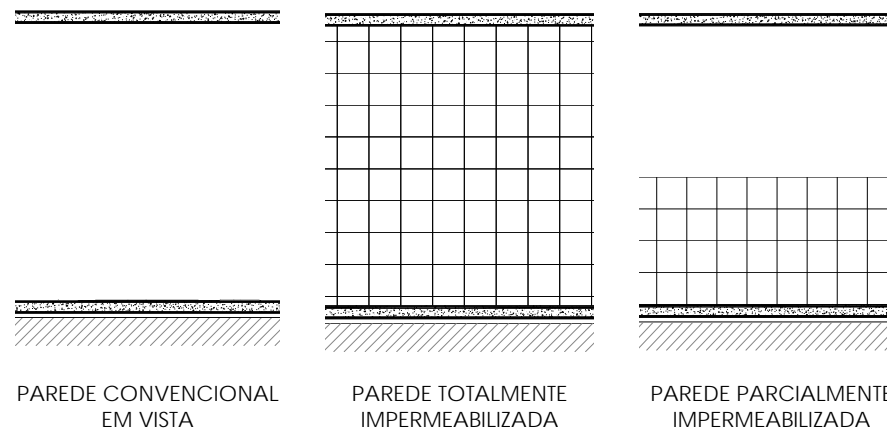 PAREDE CONVENCIONAL
EM VISTA
PAREDE TOTALMENTE
IMPERMEABILIZADA
PAREDE PARCIALMENTE
IMPERMEABILIZADA